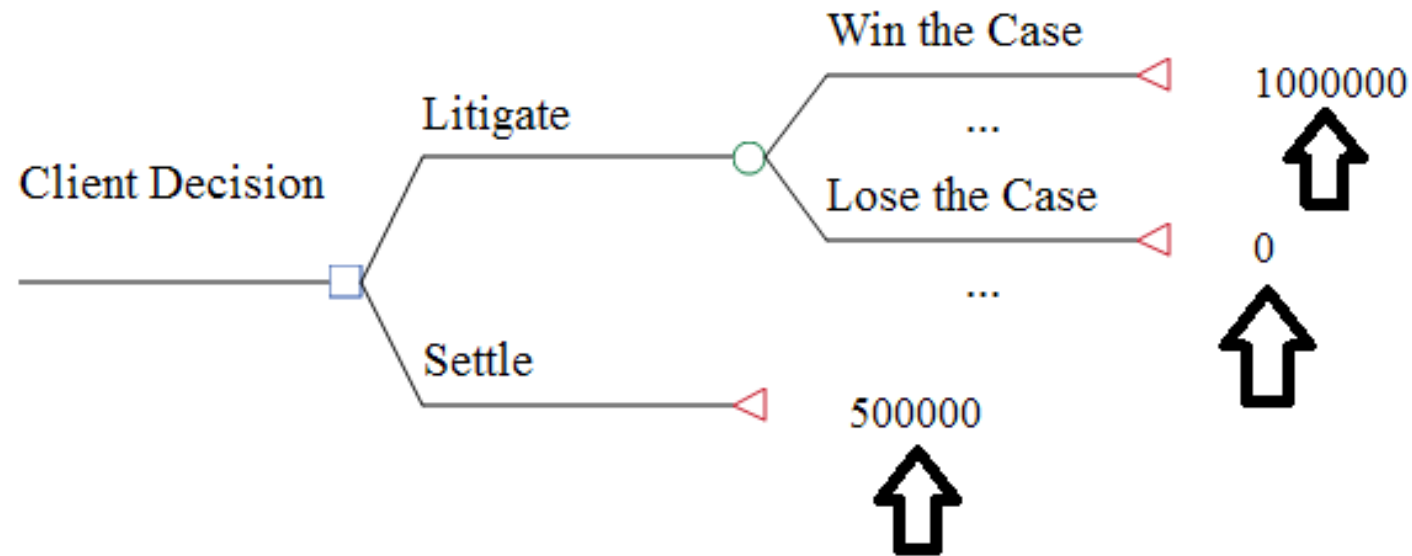 Win the Case
1000000
Litigate
...
Client Decision
Lose the Case
0
...
Settle
500000